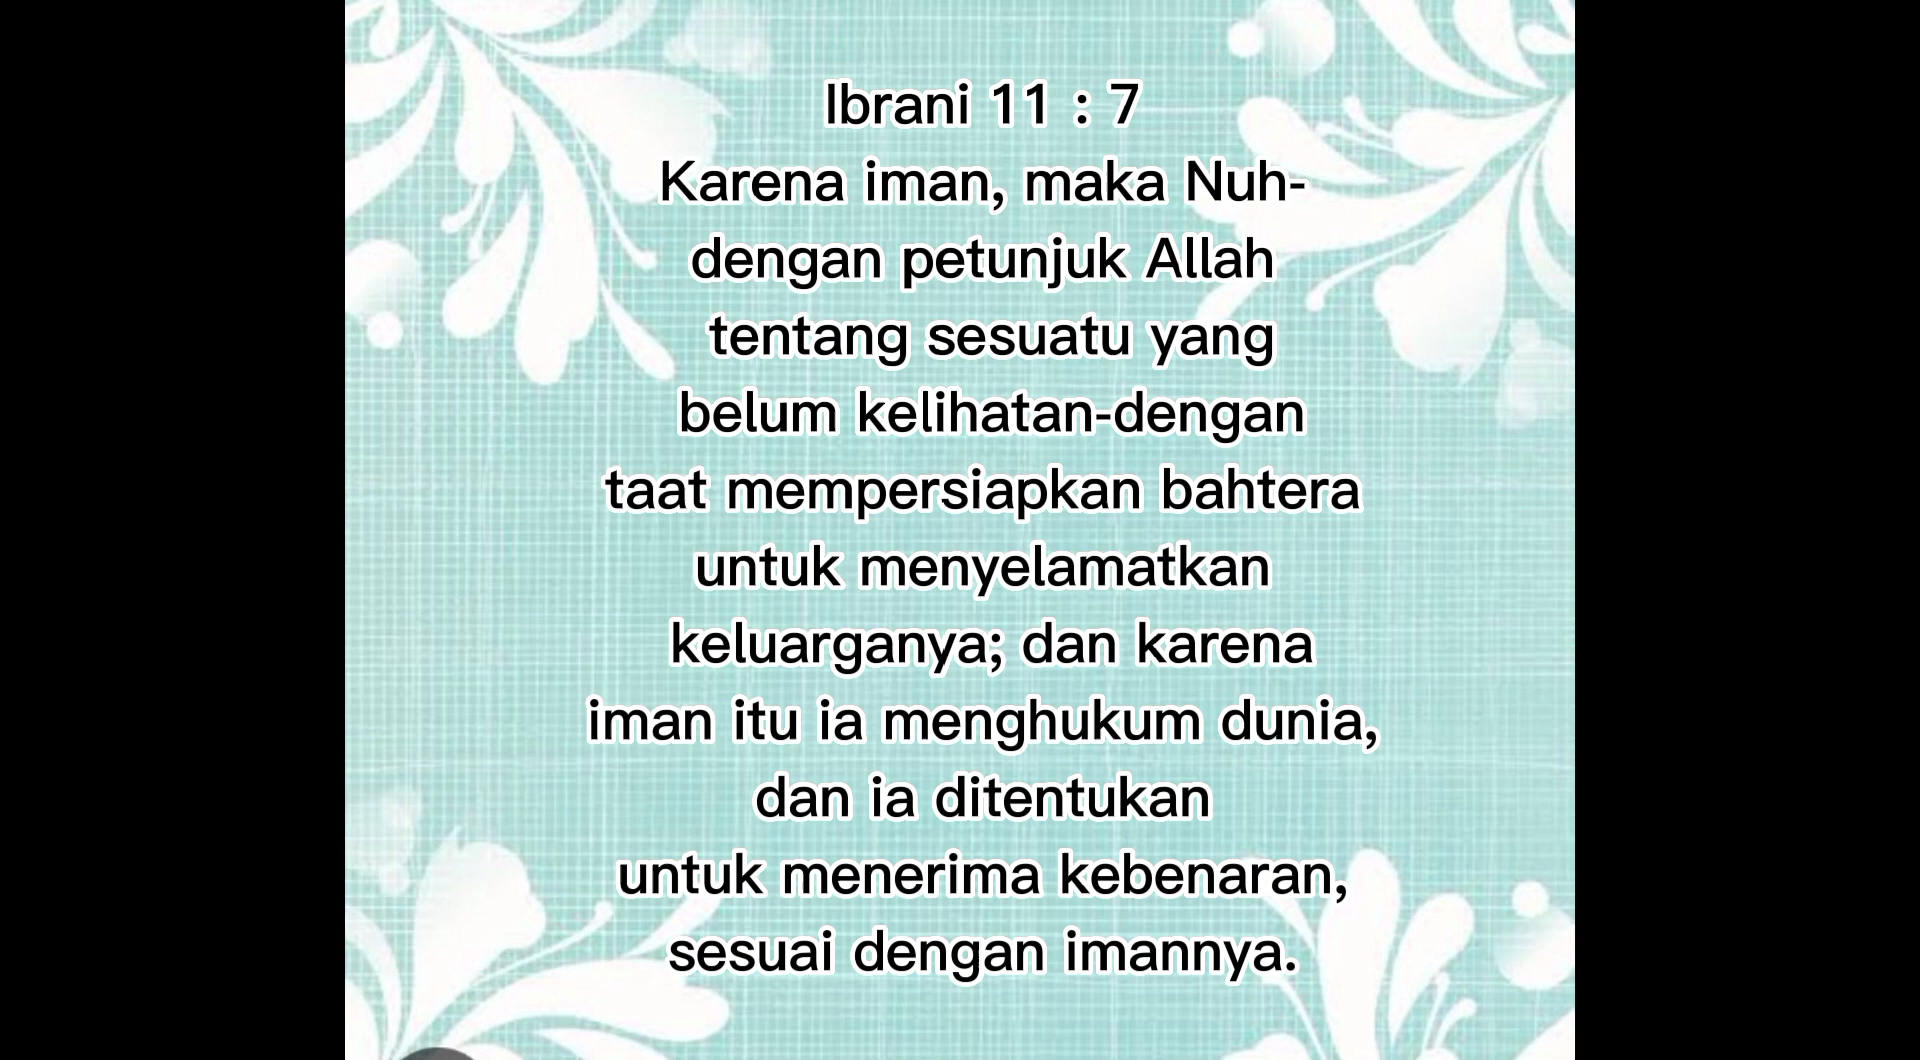 Ibrani 11 : 7
Karena iman, maka Nuh-
dengan petunjuk Allah
tentang sesuatu yang
belum kelihatan-dengan
taat mempersiapkan bahtera
untuk menyelamatkan
keluarganya; dan karena
iman itu ia menghukum dunia,
dan ia ditentukan
untuk menerima kebenaran,
sesuai dengan imannya.